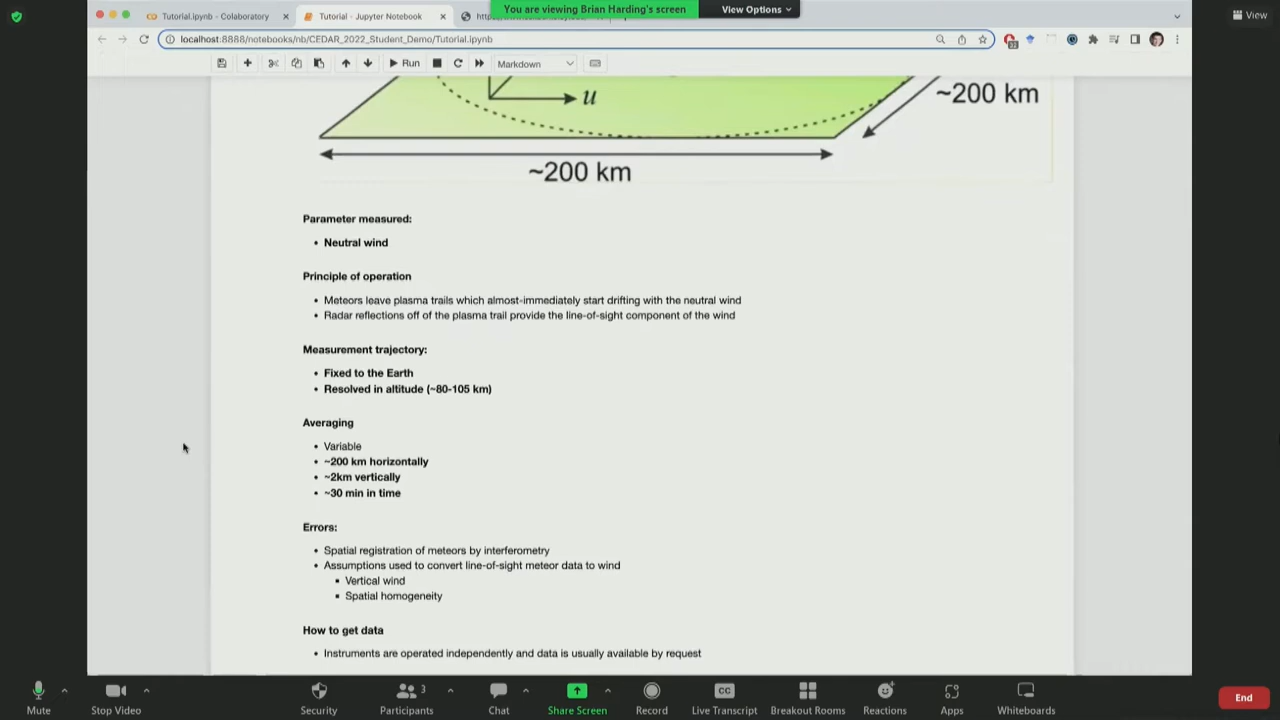 You are viewing Brian Harding's screen
View Options
View
Tutorial.ipynb - Colaboratory
Tutorial - Jupyter Notebook
localhost:8888/notebooks/nb/CEDAR_2022_Student_Demo/Tutorial.ipynb
Run
Markdown
u
~200 km
~200 km
Parameter measured:
• Neutral wind
Principle of operation
• Meteors leave plasma trails which almost-immediately start drifting with the neutral wind
• Radar reflections off of the plasma trail provide the line-of-sight component of the wind
Measurement trajectory:
• Fixed to the Earth
• Resolved in altitude (~80-105 km)
Averaging
• Variable
• ~200 km horizontally
• ~2km vertically
• ~30 min in time
Errors:
• Spatial registration of meteors by interferometry
• Assumptions used to convert line-of-sight meteor data to wind
▪ Vertical wind
▪ Spatial homogeneity
How to get data
• Instruments are operated independently and data is usually available by request
3
CC
Mute
Stop Video
Security
Participants
Chat
Share Screen
Record
Live Transcript
Breakout Rooms
Reactions
Apps
Whiteboards
End